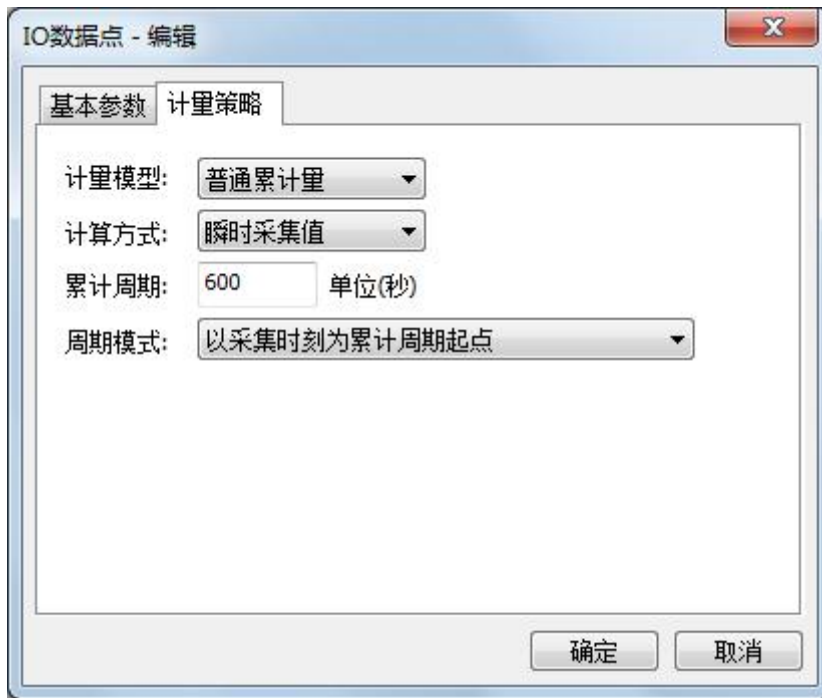 IO数据点 - 编辑
基本参数 计量策略
计量模型: 普通累计量
计算方式: 瞬时采集值
累计周期: 600 单位(秒)
周期模式: 以采集时刻为累计周期起点
确定 取消